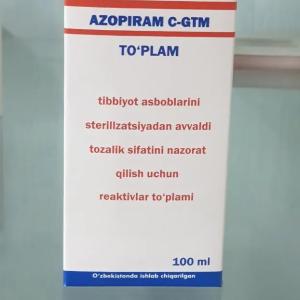 AZOPIRAM C-GTM
TO‘PLAM
tibbiyot asboblarini
sterilizatsiyadan avvaldi
tozalik sifatini nazorat
qilish uchun
reaktivlar to‘plami
100 ml
O‘zbekistonda ishlab chiqarilgan